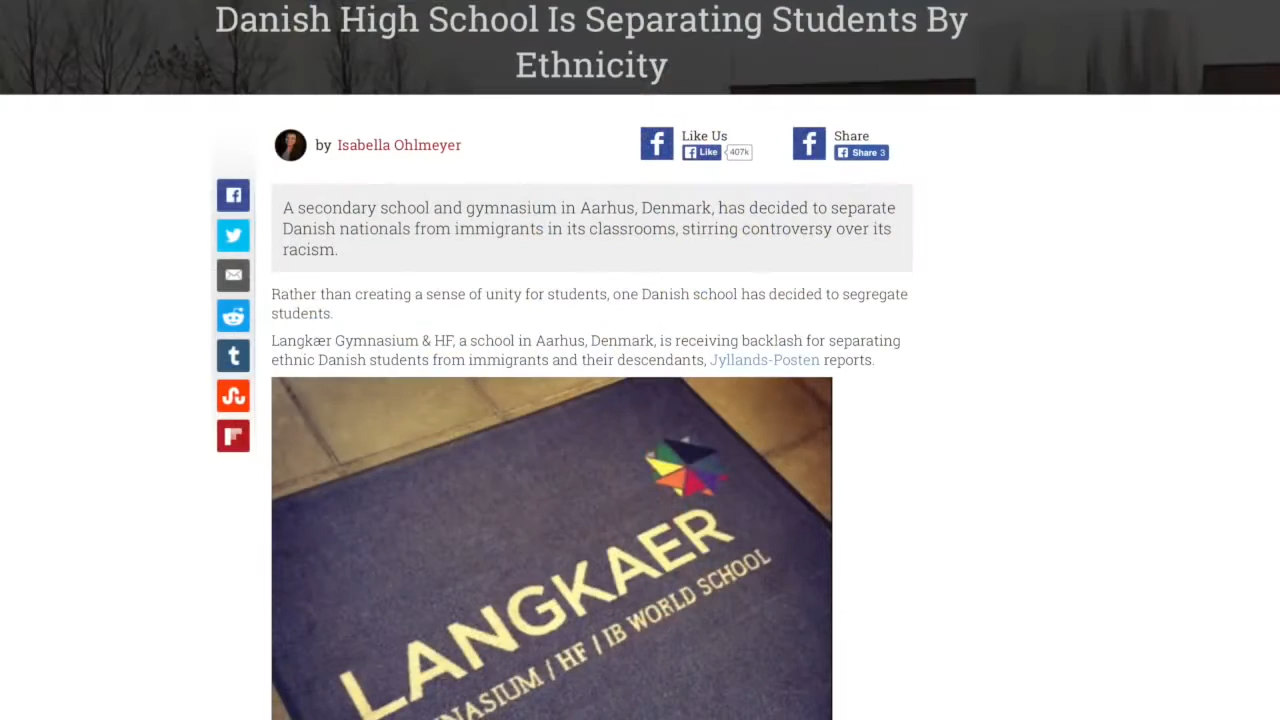 Danish High School Is Separating Students By
Ethnicity
by Isabella Ohlmeyer
Like Us
Like 407k
Share
Share 3
A secondary school and gymnasium in Aarhus, Denmark, has decided to separate
Danish nationals from immigrants in its classrooms, stirring controversy over its
racism.
Rather than creating a sense of unity for students, one Danish school has decided to segregate
students.
Langkær Gymnasium & HF, a school in Aarhus, Denmark, is receiving backlash for separating
ethnic Danish students from immigrants and their descendants, Jyllands-Posten reports.
LANGKAER
NASIUM / HF / IB WORLD SCHOOL